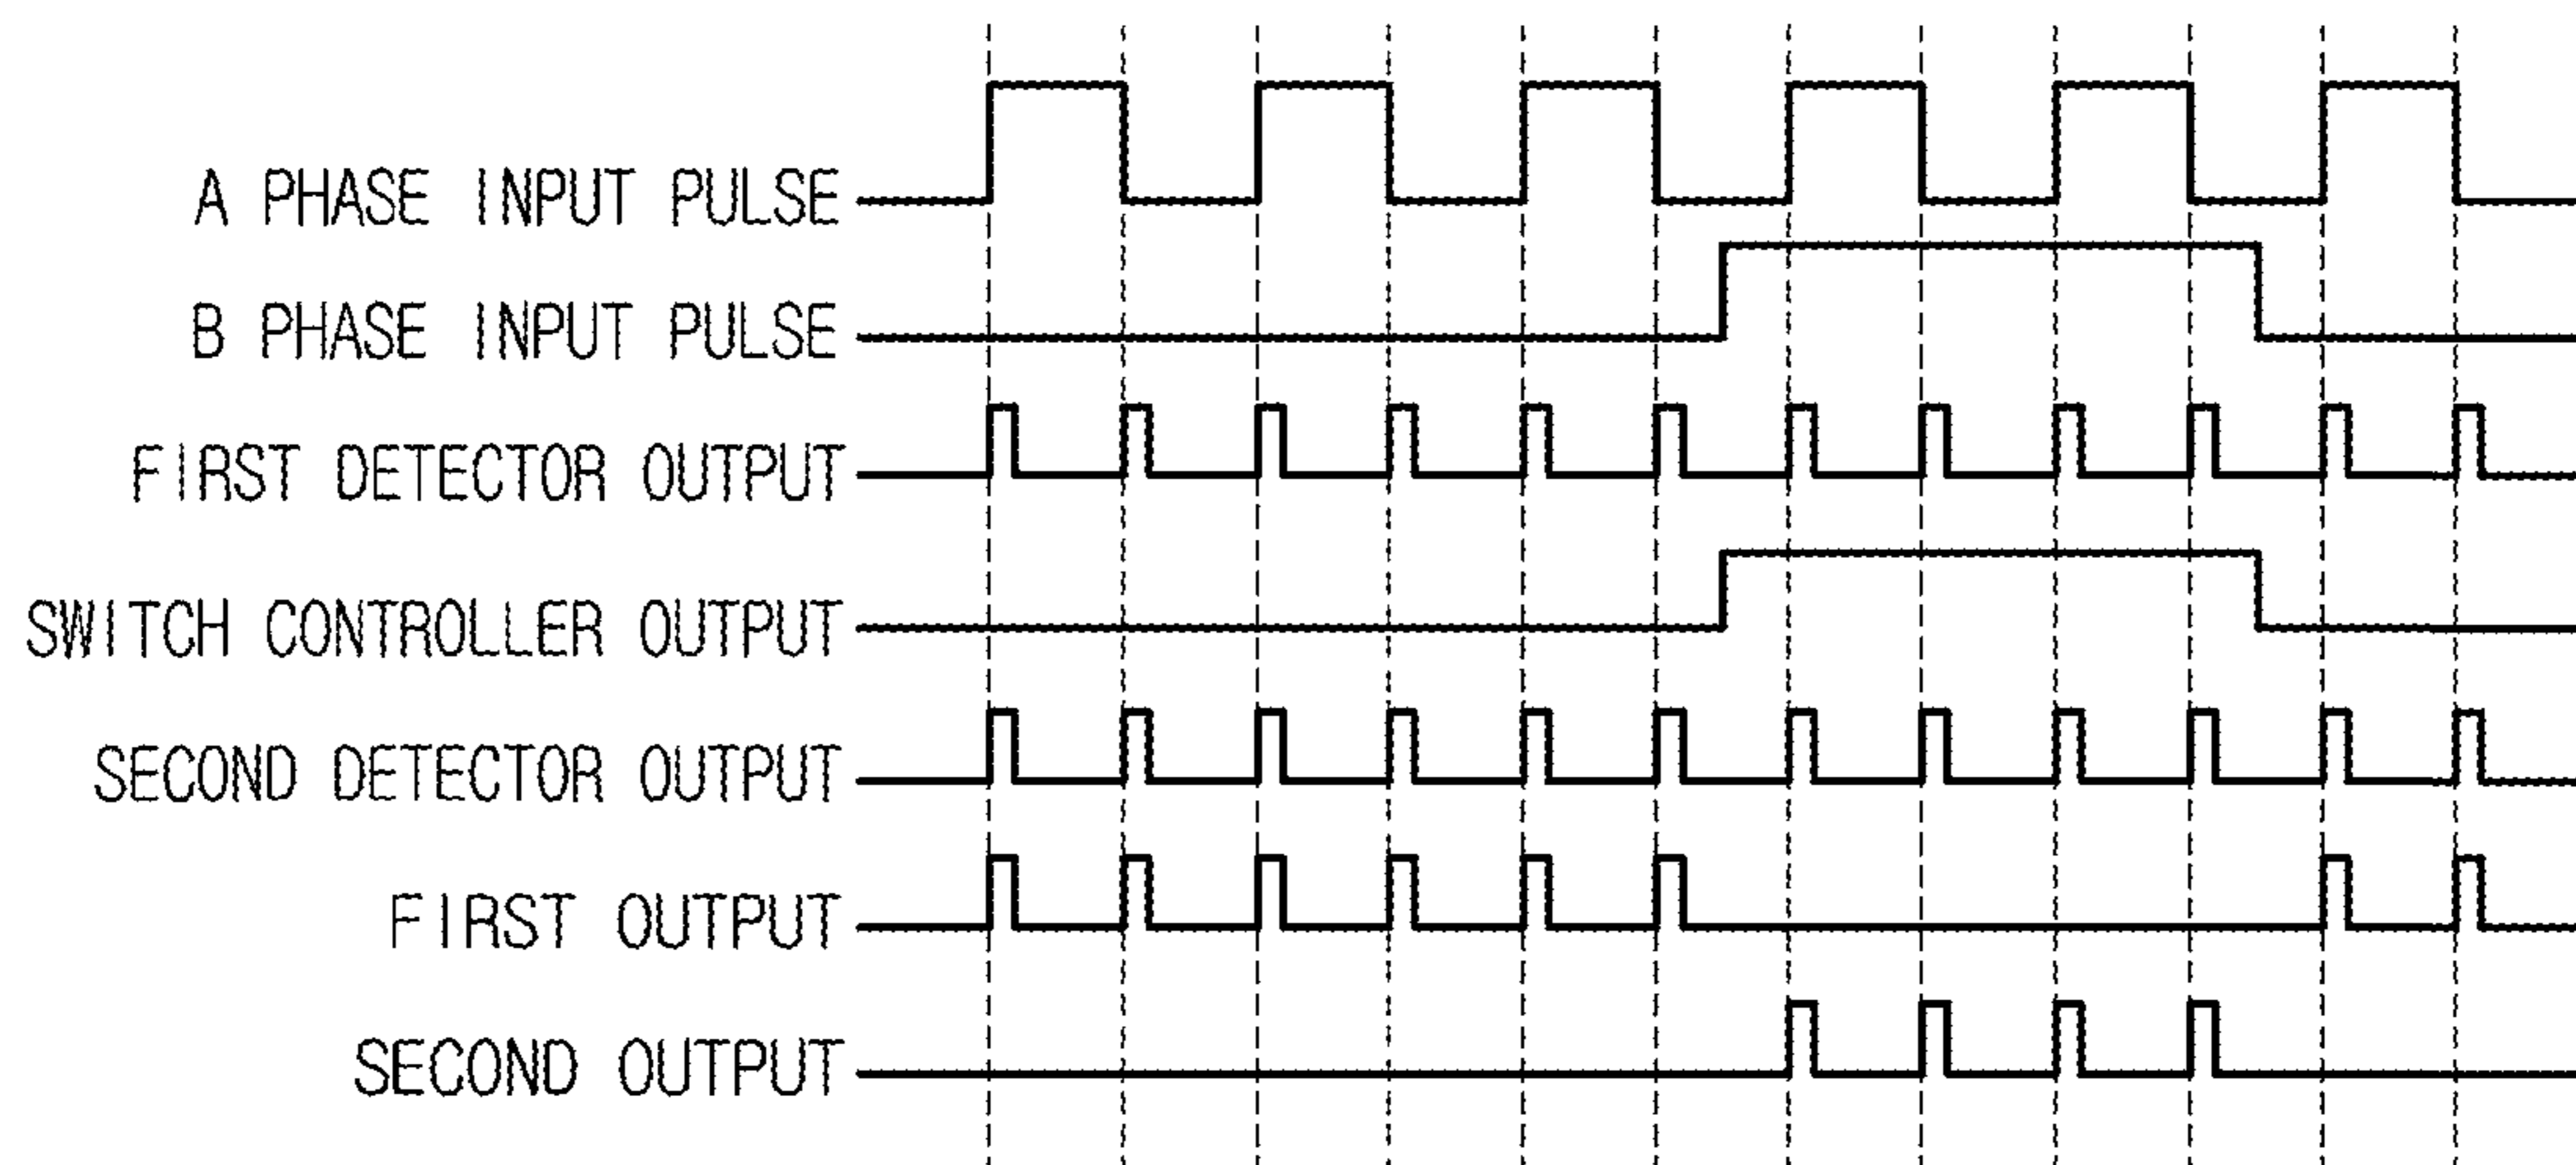 A PHASE INPUT PULSE
B PHASE INPUT PULSE
FIRST DETECTOR OUTPUT
SWITCH CONTROLLER OUTPUT
SECOND DETECTOR OUTPUT
FIRST OUTPUT
SECOND OUTPUT